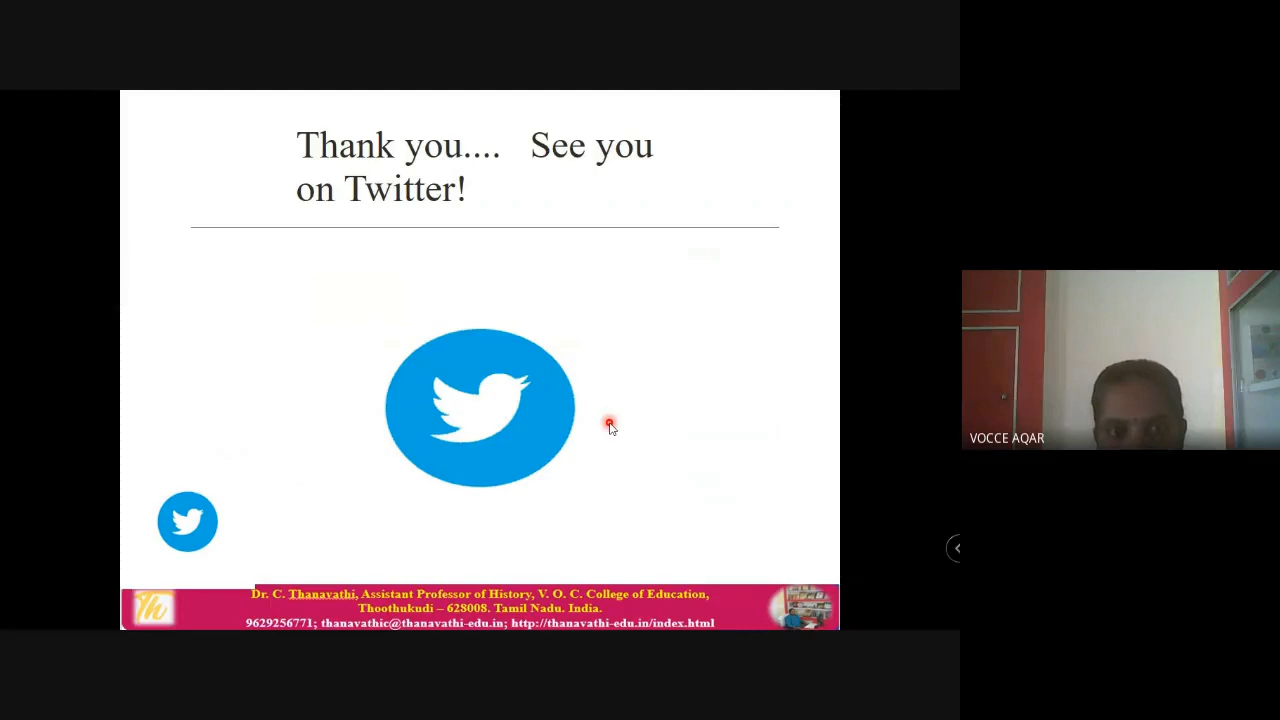 Thank you.... See you
on Twitter!
VOCCE AQAR
Th
Dr. C. Thanavathi, Assistant Professor of History, V. O. C. College of Education,
Thoothukudi – 628008. Tamil Nadu. India.
9629256771; thanavathic@thanavathi-edu.in; http://thanavathi-edu.in/index.html